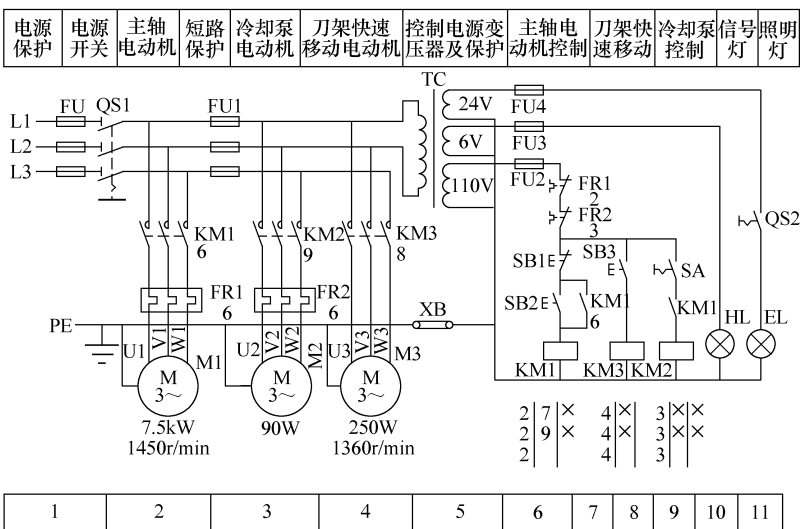 电源保护 电源开关 主轴电动机 短路保护 冷却泵电动机 刀架快速移动电动机 控制电源变压器及保护 主轴电动机控制 刀架快速移动 冷却泵控制 信号灯 照明灯
TC
FU QS1 FU1 24V FU4
L1
L2 6V FU3
L3 110V FU2
FR1
2
FR2
3
QS2
KM1
6
KM2
9
KM3
8
SB1 SB3 SA
SB2 KM1
6
KM1
FR1
6
FR2
6
PE XB HL EL
U1 V1 W1 M1 U2 V2 W2 M2 U3 V3 W3 M3
M
3～
M
3～
M
3～
KM1 KM3 KM2
7.5kW 90W 250W
1450r/min 1360r/min
2 7 × 4 × 3 × ×
2 9 × 4 × 3 × ×
2 4 3
1 2 3 4 5 6 7 8 9 10 11